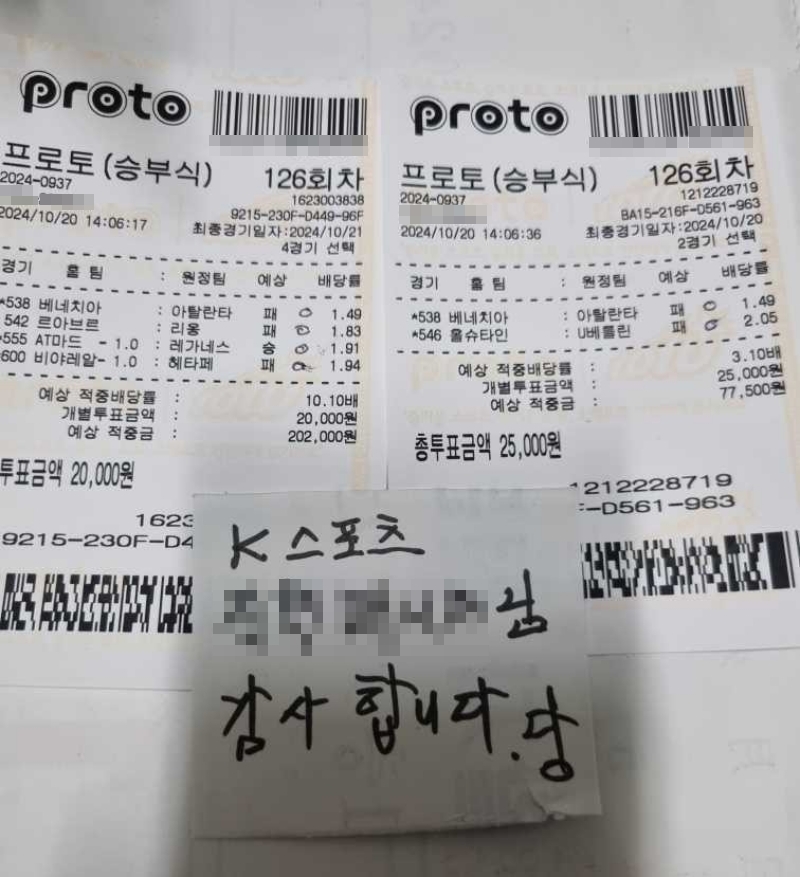 proto
프로토(승부식) 126회차
2024-0937
1623003838
9215-230F-D449-96F
2024/10/20 14:06:17 최종경기일자:2024/10/21
4경기 선택
경기 홈 팀 : 원정팀 예상 배당률
*538 베네치아 : 아탈란타 패 1.49
542 르아브르 : 리옹 패 1.83
*555 AT마드 - 1.0 : 레가네스 승 1.91
*600 비야레알- 1.0 : 헤타페 패 1.94
예상 적중배당률 : 10.10배
개별투표금액 : 20,000원
예상 적중금 : 202,000원
투표금액 20,000원
1623
9215-230F-D4
proto
프로토(승부식) 126회차
2024-0937
1212228719
BA15-216F-D561-963
2024/10/20 14:06:36 최종경기일자:2024/10/20
2경기 선택
경기 홈 팀 : 원정팀 예상 배당률
*538 베네치아 : 아탈란타 패 1.49
*546 홀슈타인 : U베를린 패 2.05
예상 적중배당률 : 3.10배
개별투표금액 : 25,000원
예상 적중금 : 77,500원
총투표금액 25,000원
1212228719
F-D561-963
K 스포츠
님
감사합니다.당